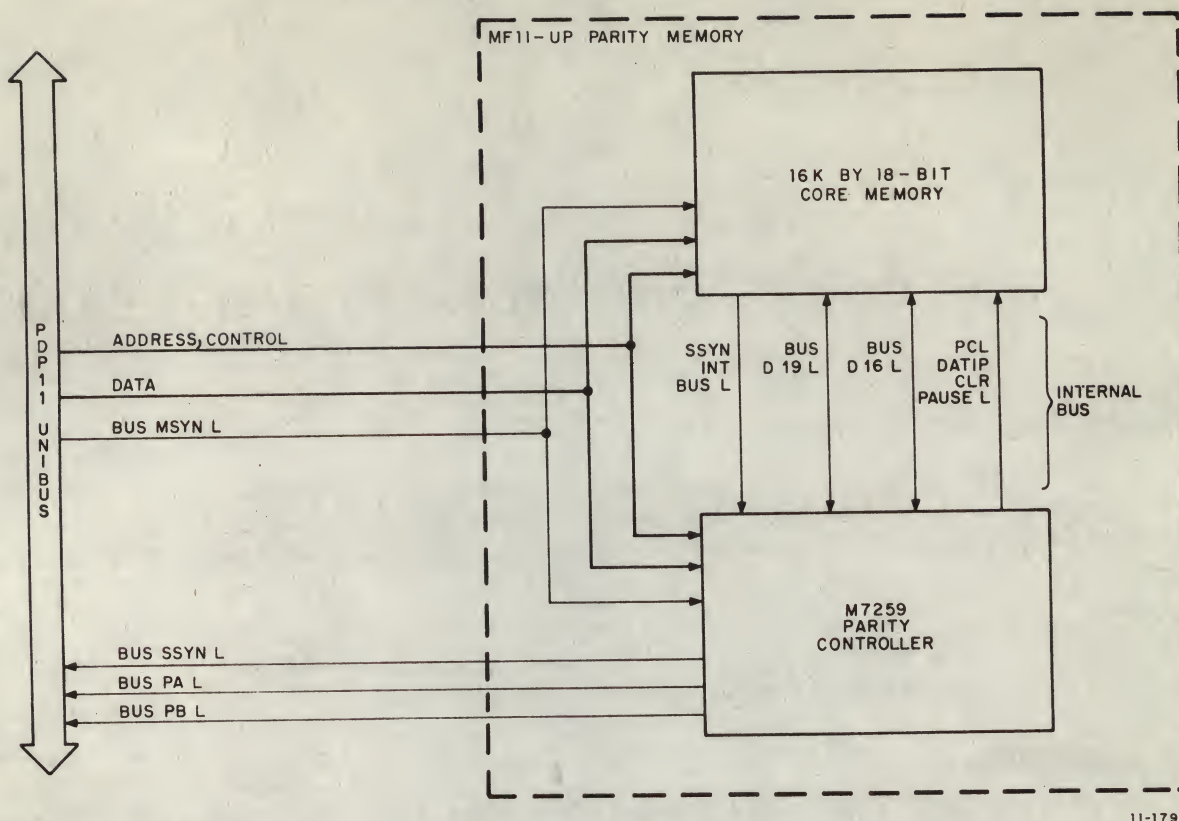 MF11-UP PARITY MEMORY
16K BY 18-BIT
CORE MEMORY
PDP11 UNIBUS
ADDRESS, CONTROL
DATA
BUS MSYN L
SSYN
INT
BUS L
BUS
D 19 L
BUS
D 16 L
PCL
DATIP
CLR
PAUSE L
INTERNAL
BUS
M7259
PARITY
CONTROLLER
BUS SSYN L
BUS PA L
BUS PB L
11-179